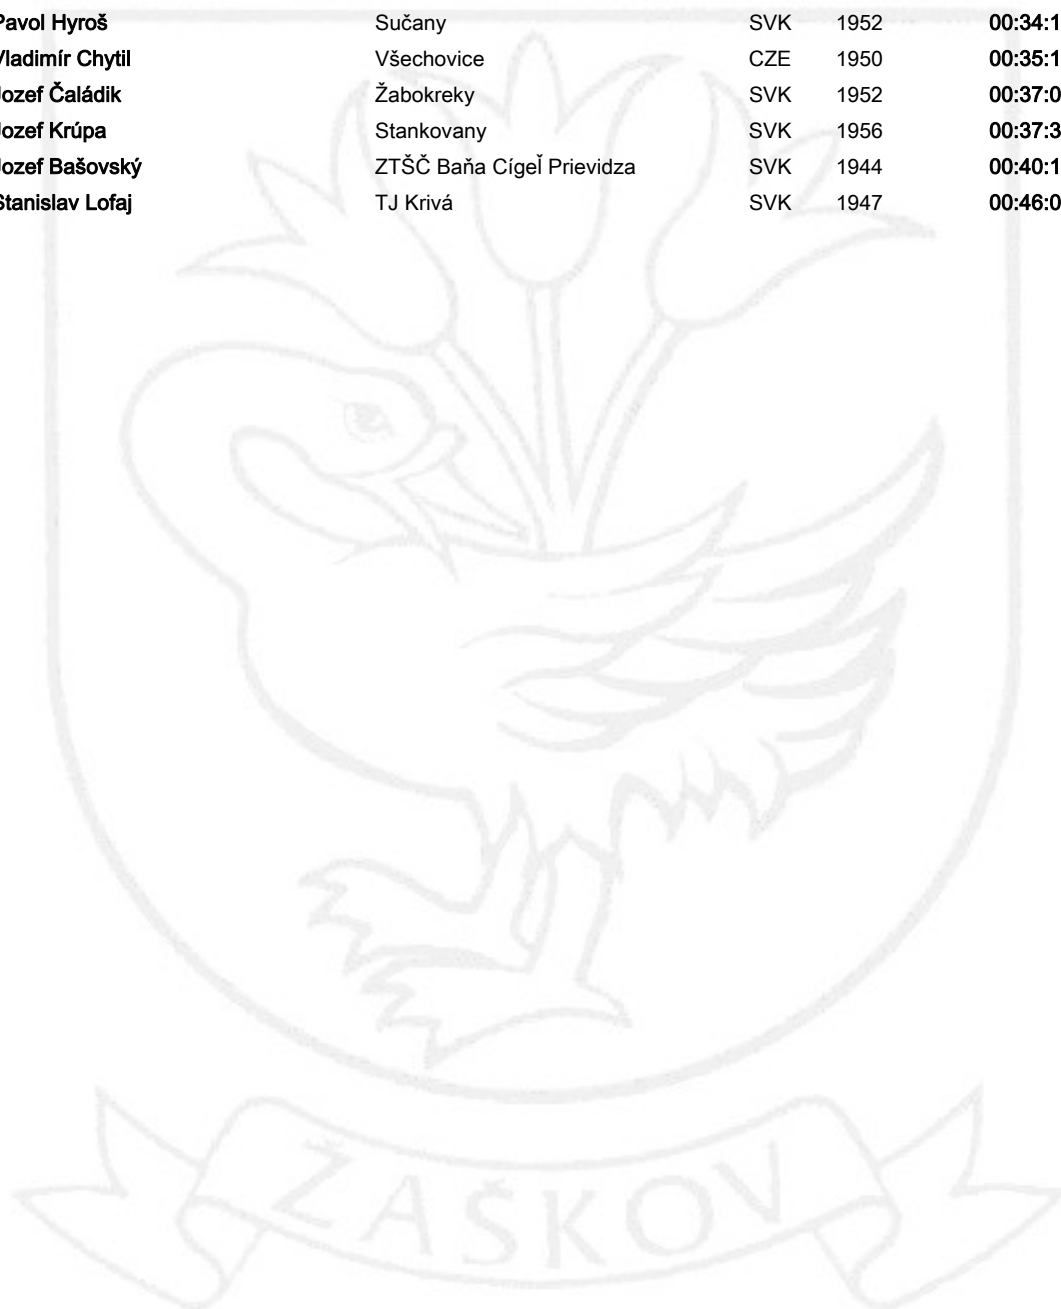 Pavol Hyroš Sučany SVK 1952 00:34:1
Vladimír Chytil Všechovice CZE 1950 00:35:1
Jozef Čaládik Žabokreky SVK 1952 00:37:0
Jozef Krúpa Stankovany SVK 1956 00:37:3
Jozef Bašovský ZTŠČ Baňa Cígeľ Prievidza SVK 1944 00:40:1
Stanislav Lofaj TJ Krivá SVK 1947 00:46:0
ŽAŠKOV